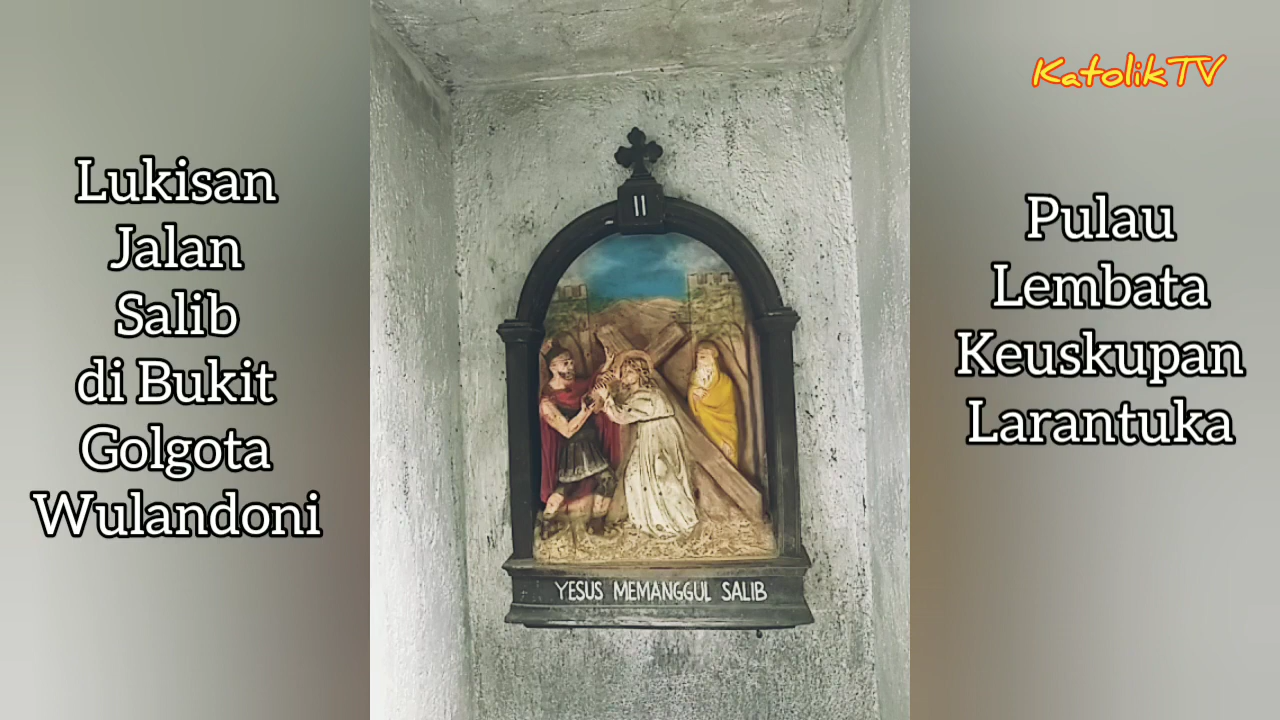 Lukisan
Jalan
Salib
di Bukit
Golgota
Wulandoni
II
YESUS MEMANGGUL SALIB
KatolikTV
Pulau
Lembata
Keuskupan
Larantuka